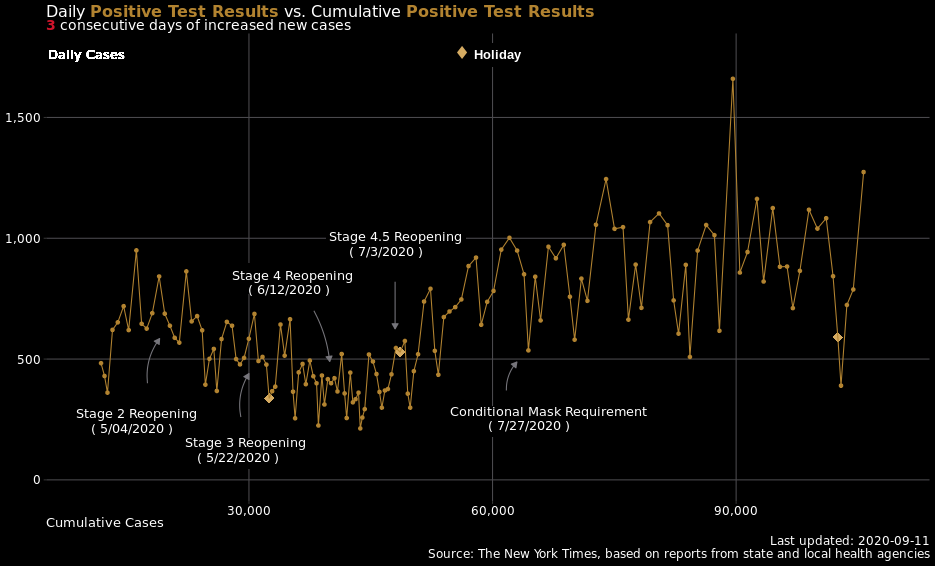 Daily Positive Test Results vs. Cumulative Positive Test Results
3 consecutive days of increased new cases
Daily Cases
Holiday
1,500
1,000
Stage 4.5 Reopening
( 7/3/2020 )
Stage 4 Reopening
( 6/12/2020 )
500
Stage 2 Reopening
( 5/04/2020 )
Conditional Mask Requirement
( 7/27/2020 )
Stage 3 Reopening
( 5/22/2020 )
0
30,000
60,000
90,000
Cumulative Cases
Last updated: 2020-09-11
Source: The New York Times, based on reports from state and local health agencies